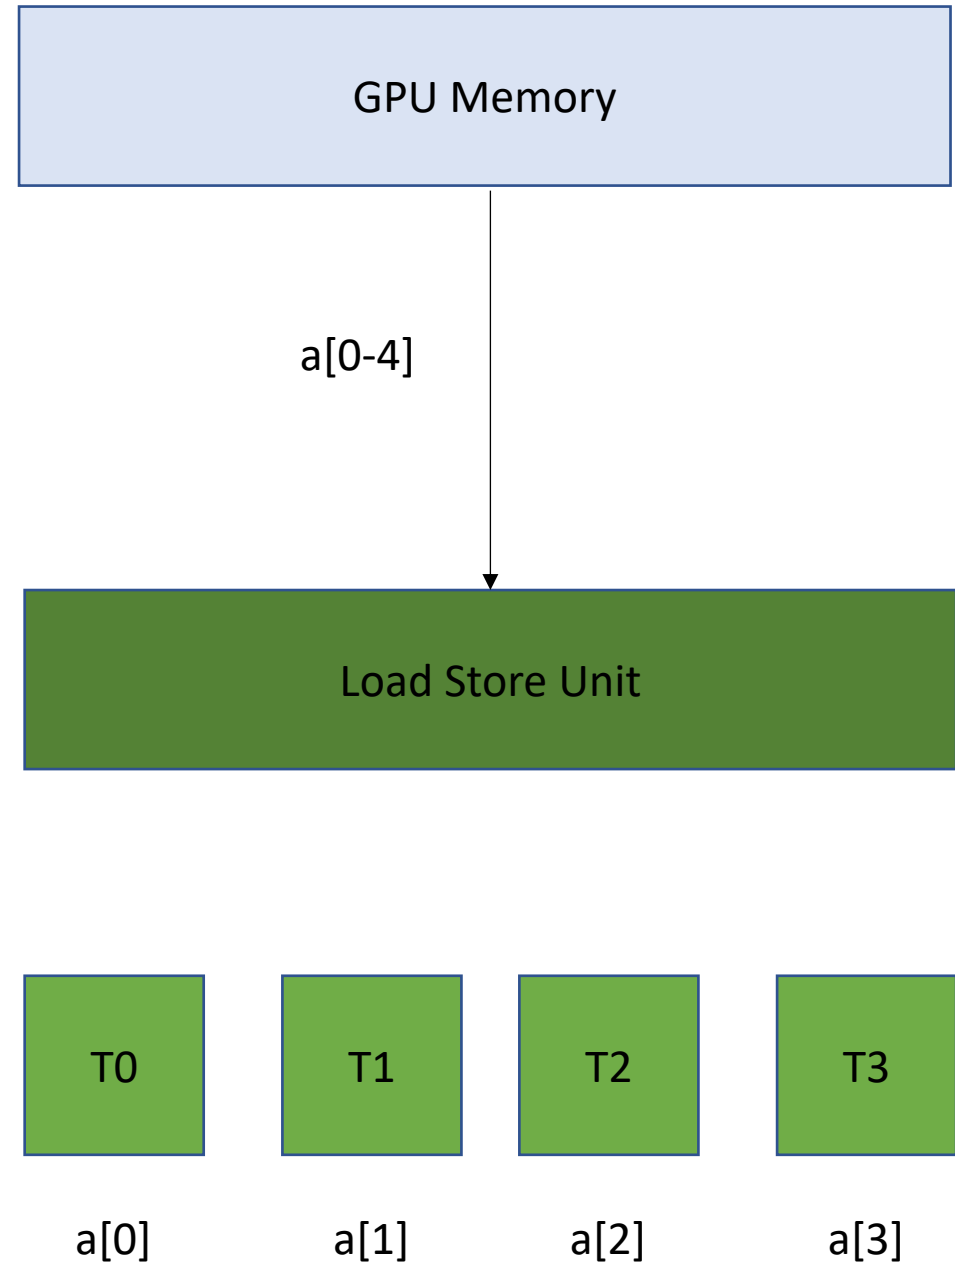 GPU Memory
a[0-4]
Load Store Unit
T0 T1 T2 T3
a[0] a[1] a[2] a[3]